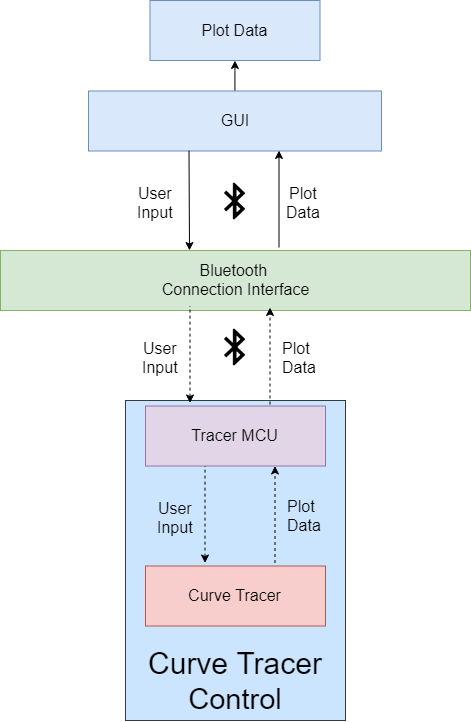 Plot Data
GUI
User
Input
Plot
Data
Bluetooth
Connection Interface
User
Input
Plot
Data
Tracer MCU
User
Input
Plot
Data
Curve Tracer
Curve Tracer
Control